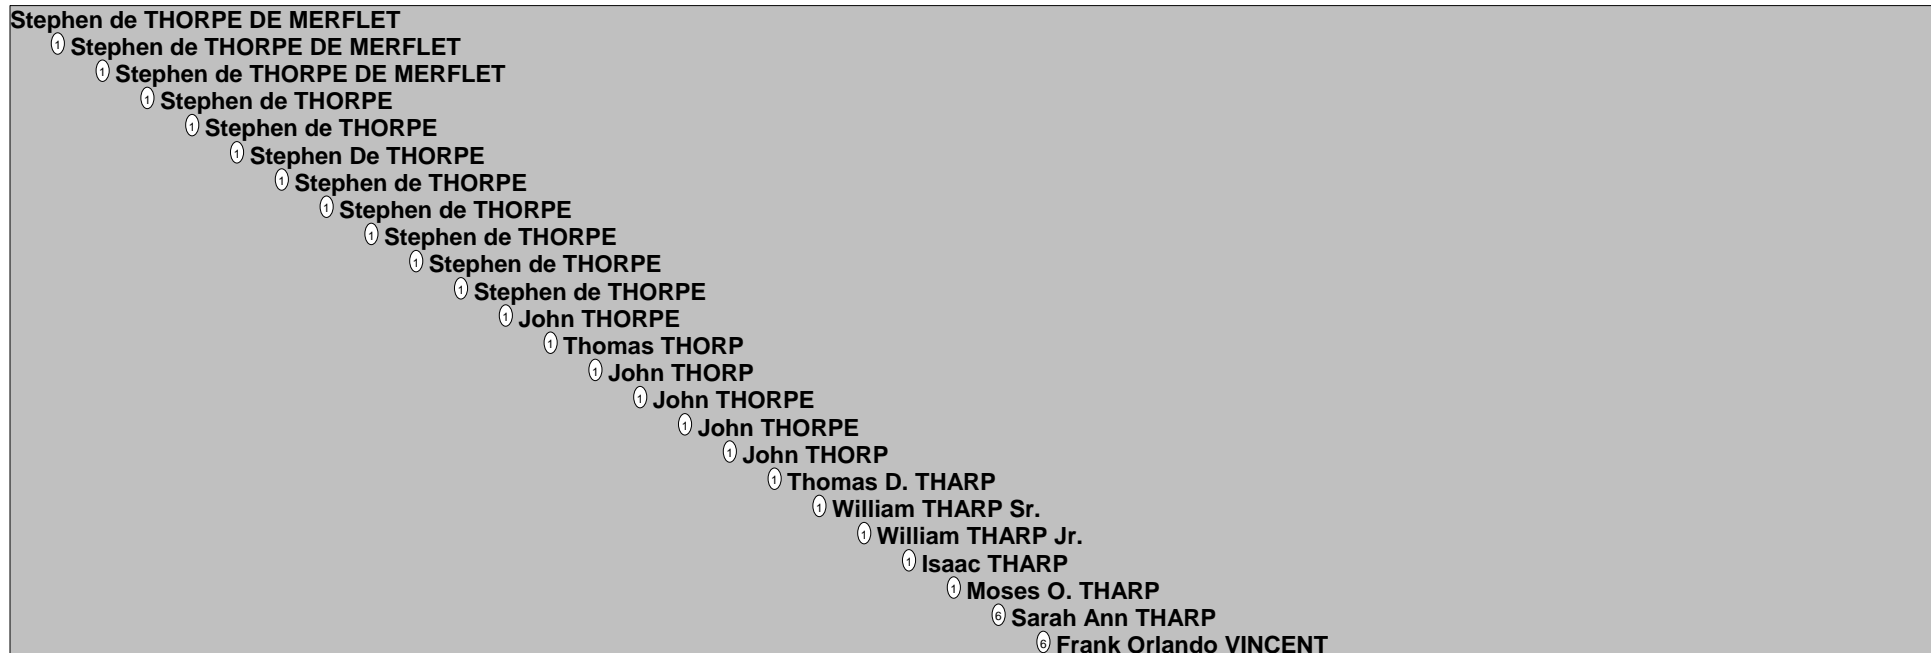 Stephen de THORPE DE MERFLET
1 Stephen de THORPE DE MERFLET
1 Stephen de THORPE DE MERFLET
1 Stephen de THORPE
1 Stephen de THORPE
1 Stephen De THORPE
1 Stephen de THORPE
1 Stephen de THORPE
1 Stephen de THORPE
1 Stephen de THORPE
1 Stephen de THORPE
1 John THORPE
1 Thomas THORP
1 John THORP
1 John THORPE
1 John THORPE
1 John THORP
1 Thomas D. THARP
1 William THARP Sr.
1 William THARP Jr.
1 Isaac THARP
1 Moses O. THARP
6 Sarah Ann THARP
6 Frank Orlando VINCENT